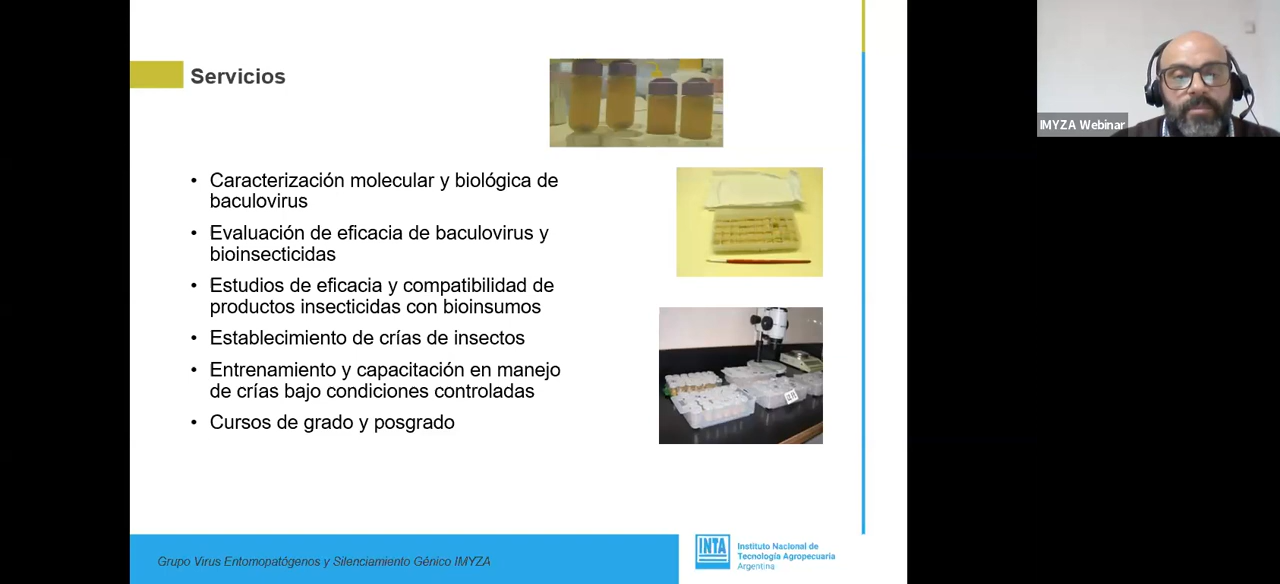 Servicios
• Caracterización molecular y biológica de
baculovirus
• Evaluación de eficacia de baculovirus y
bioinsecticidas
• Estudios de eficacia y compatibilidad de
productos insecticidas con bioinsumos
• Establecimiento de crías de insectos
• Entrenamiento y capacitación en manejo
de crías bajo condiciones controladas
• Cursos de grado y posgrado
Grupo Virus Entomopatógenos y Silenciamiento Génico IMYZA
INTA
Instituto Nacional de
Tecnología Agropecuaria
Argentina
IMYZA Webinar